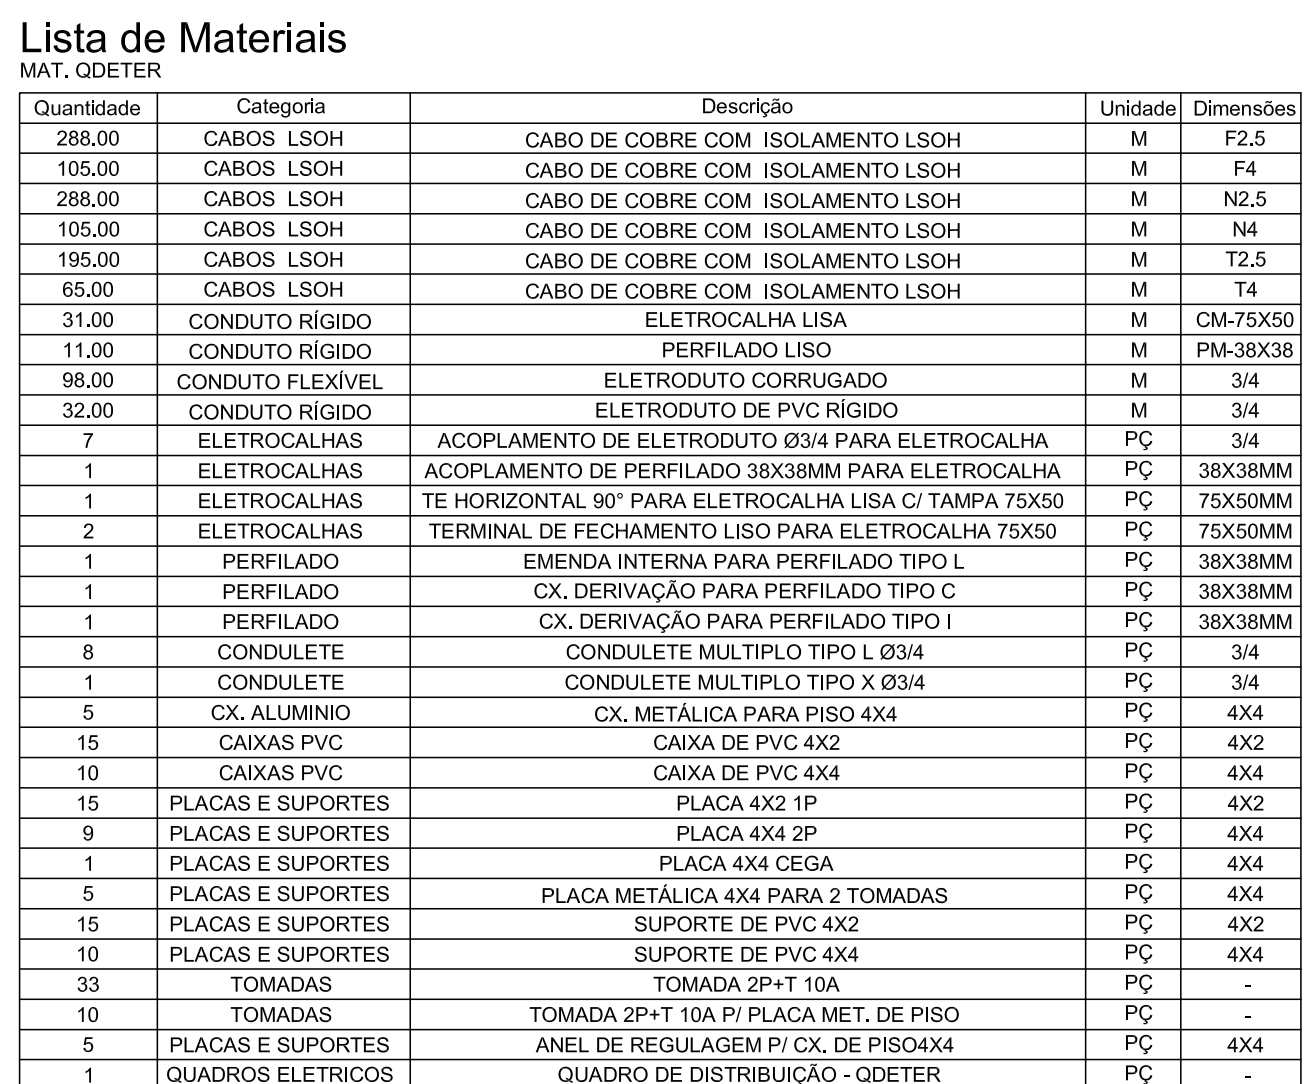 Lista de Materiais
MAT. QDETER
Quantidade Categoria Descrição Unidade Dimensões
288.00 CABOS LSOH CABO DE COBRE COM ISOLAMENTO LSOH M F2.5
105.00 CABOS LSOH CABO DE COBRE COM ISOLAMENTO LSOH M F4
288.00 CABOS LSOH CABO DE COBRE COM ISOLAMENTO LSOH M N2.5
105.00 CABOS LSOH CABO DE COBRE COM ISOLAMENTO LSOH M N4
195.00 CABOS LSOH CABO DE COBRE COM ISOLAMENTO LSOH M T2.5
65.00 CABOS LSOH CABO DE COBRE COM ISOLAMENTO LSOH M T4
31.00 CONDUTO RÍGIDO ELETROCALHA LISA M CM-75X50
11.00 CONDUTO RÍGIDO PERFILADO LISO M PM-38X38
98.00 CONDUTO FLEXÍVEL ELETRODUTO CORRUGADO M 3/4
32.00 CONDUTO RÍGIDO ELETRODUTO DE PVC RÍGIDO M 3/4
7 ELETROCALHAS ACOPLAMENTO DE ELETRODUTO Ø3/4 PARA ELETROCALHA PÇ 3/4
1 ELETROCALHAS ACOPLAMENTO DE PERFILADO 38X38MM PARA ELETROCALHA PÇ 38X38MM
1 ELETROCALHAS TE HORIZONTAL 90° PARA ELETROCALHA LISA C/ TAMPA 75X50 PÇ 75X50MM
2 ELETROCALHAS TERMINAL DE FECHAMENTO LISO PARA ELETROCALHA 75X50 PÇ 75X50MM
1 PERFILADO EMENDA INTERNA PARA PERFILADO TIPO L PÇ 38X38MM
1 PERFILADO CX. DERIVAÇÃO PARA PERFILADO TIPO C PÇ 38X38MM
1 PERFILADO CX. DERIVAÇÃO PARA PERFILADO TIPO I PÇ 38X38MM
8 CONDULETE CONDULETE MULTIPLO TIPO L Ø3/4 PÇ 3/4
1 CONDULETE CONDULETE MULTIPLO TIPO X Ø3/4 PÇ 3/4
5 CX. ALUMINIO CX. METÁLICA PARA PISO 4X4 PÇ 4X4
15 CAIXAS PVC CAIXA DE PVC 4X2 PÇ 4X2
10 CAIXAS PVC CAIXA DE PVC 4X4 PÇ 4X4
15 PLACAS E SUPORTES PLACA 4X2 1P PÇ 4X2
9 PLACAS E SUPORTES PLACA 4X4 2P PÇ 4X4
1 PLACAS E SUPORTES PLACA 4X4 CEGA PÇ 4X4
5 PLACAS E SUPORTES PLACA METÁLICA 4X4 PARA 2 TOMADAS PÇ 4X4
15 PLACAS E SUPORTES SUPORTE DE PVC 4X2 PÇ 4X2
10 PLACAS E SUPORTES SUPORTE DE PVC 4X4 PÇ 4X4
33 TOMADAS TOMADA 2P+T 10A PÇ -
10 TOMADAS TOMADA 2P+T 10A P/ PLACA MET. DE PISO PÇ -
5 PLACAS E SUPORTES ANEL DE REGULAGEM P/ CX. DE PISO4X4 PÇ 4X4
1 QUADROS ELETRICOS QUADRO DE DISTRIBUIÇÃO - QDETER PÇ -